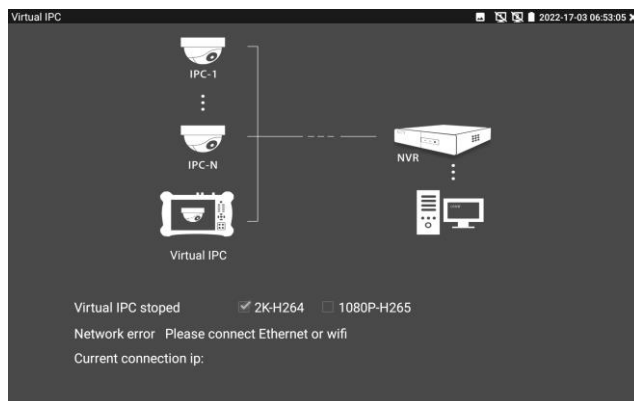 Virtual IPC 2022-17-03 06:53:05
IPC-1
IPC-N
NVR
Virtual IPC
Virtual IPC stoped 2K-H264 1080P-H265
Network error Please connect Ethernet or wifi
Current connection ip: